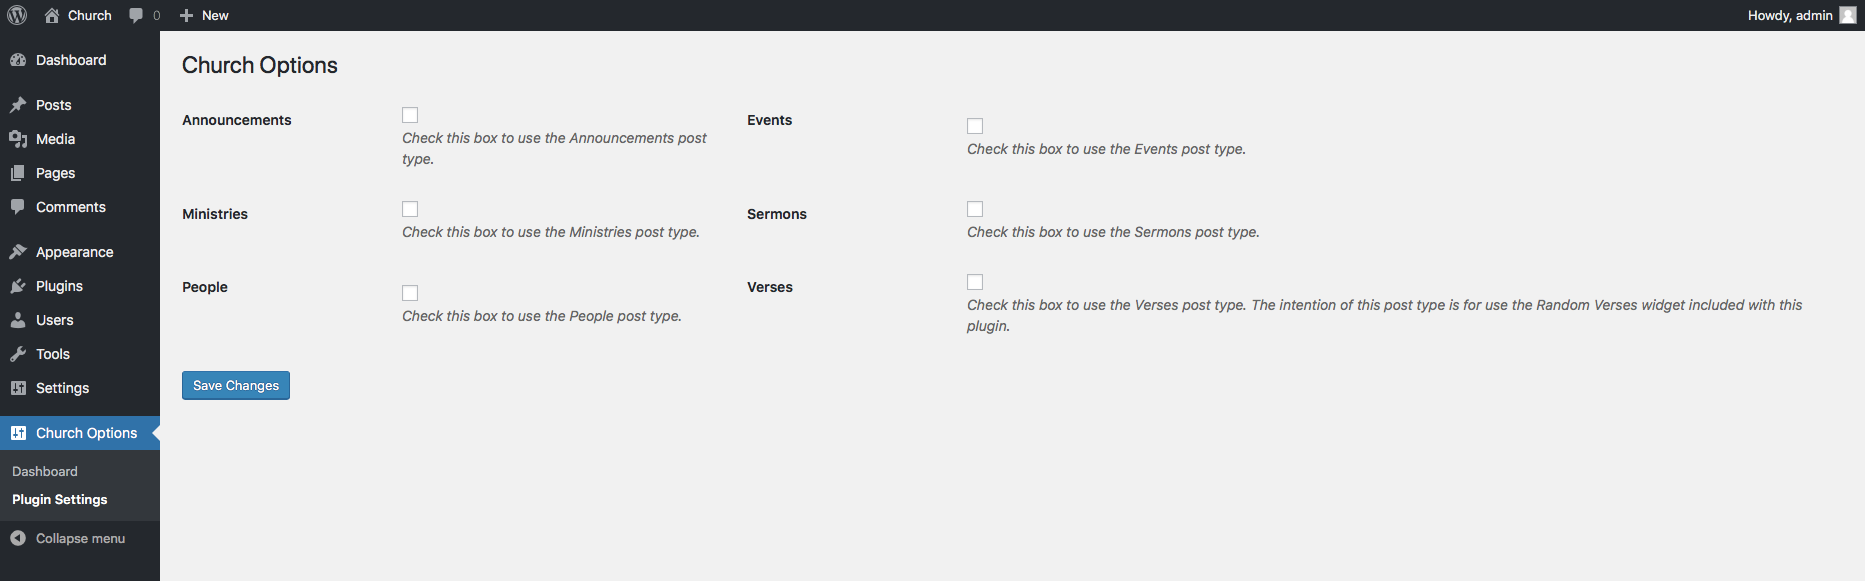 Church
0
New
Howdy, admin
Dashboard
Posts
Media
Pages
Comments
Appearance
Plugins
Users
Tools
Settings
Church Options
Dashboard
Plugin Settings
Collapse menu
Church Options
Announcements
Check this box to use the Announcements post
type.
Events
Check this box to use the Events post type.
Ministries
Check this box to use the Ministries post type.
Sermons
Check this box to use the Sermons post type.
People
Check this box to use the People post type.
Verses
Check this box to use the Verses post type. The intention of this post type is for use the Random Verses widget included with this
plugin.
Save Changes